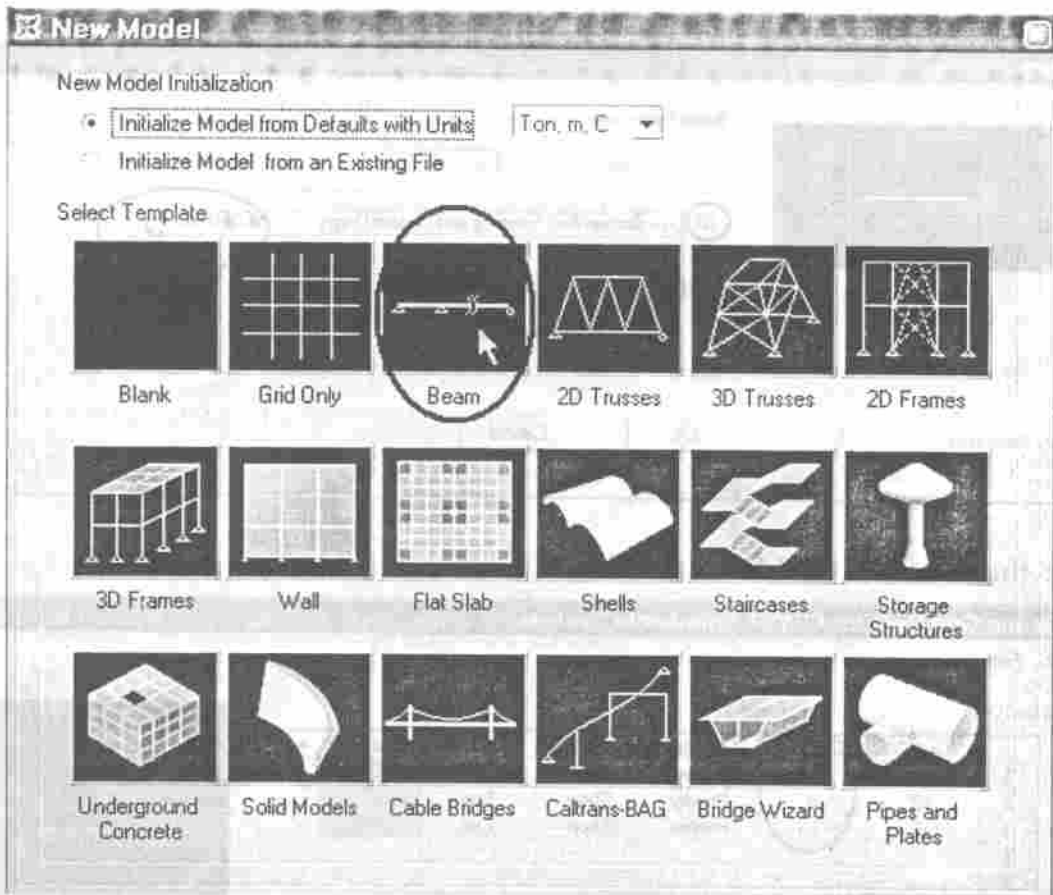 New Model
New Model Initialization
Initialize Model from Defaults with Units
Ton, m, C
Initialize Model from an Existing File
Select Template
Blank
Grid Only
Beam
2D Trusses
3D Trusses
2D Frames
3D Frames
Wall
Flat Slab
Shells
Staircases
Storage
Structures
Underground
Concrete
Solid Models
Cable Bridges
Caltrans-BAG
Bridge Wizard
Pipes and
Plates